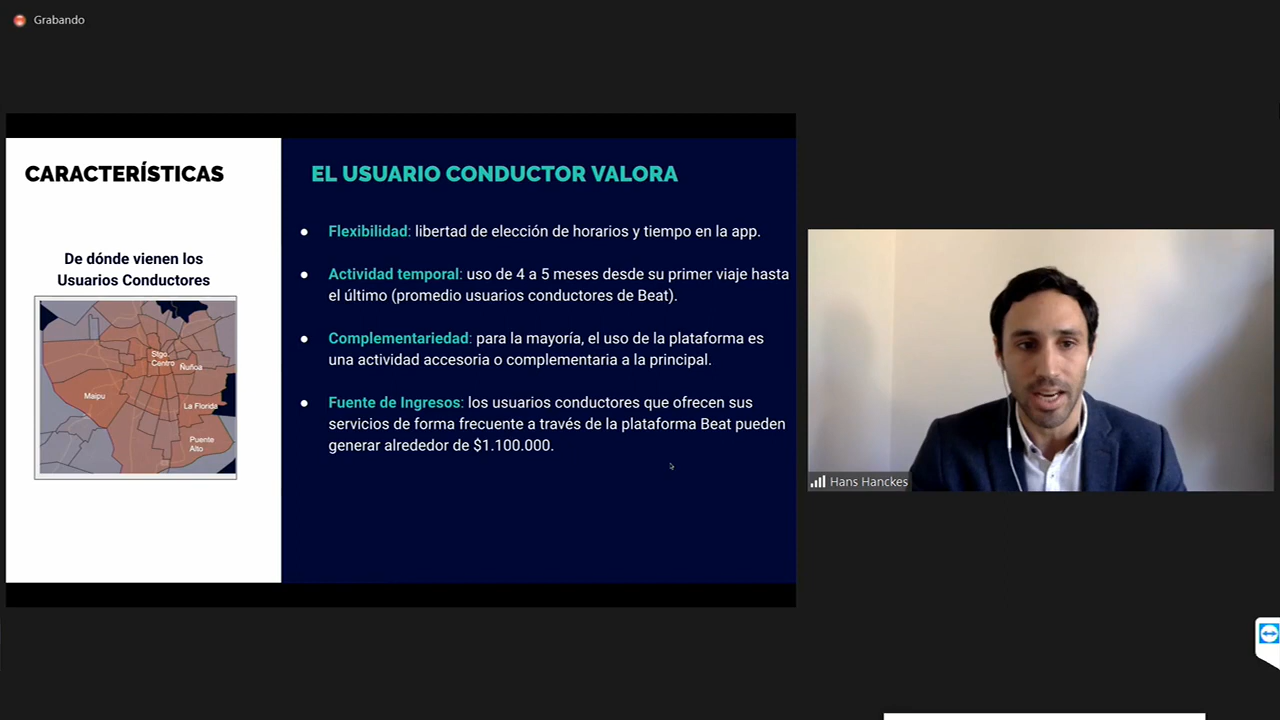 Grabando
CARACTERÍSTICAS
De dónde vienen los
Usuarios Conductores
Stgo
Centro
Ñuñoa
Maipu
La Florida
Puente
Alto
EL USUARIO CONDUCTOR VALORA
● Flexibilidad: libertad de elección de horarios y tiempo en la app.
● Actividad temporal: uso de 4 a 5 meses desde su primer viaje hasta
el último (promedio usuarios conductores de Beat).
● Complementariedad: para la mayoría, el uso de la plataforma es
una actividad accesoria o complementaria a la principal.
● Fuente de Ingresos: los usuarios conductores que ofrecen sus
servicios de forma frecuente a través de la plataforma Beat pueden
generar alrededor de $1.100.000.
Hans Hanckes